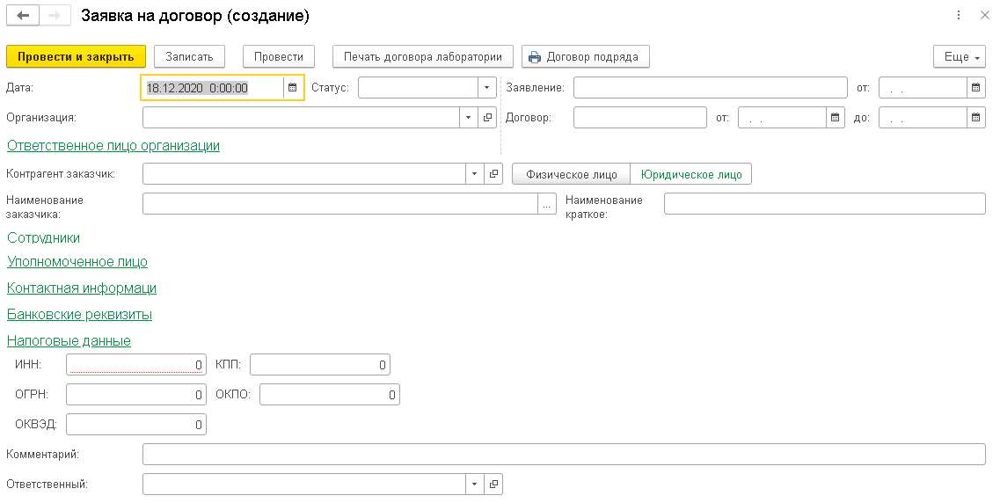 Заявка на договор (создание)
Провести и закрыть Записать Провести Печать договора лаборатории Договор подряда Еще
Дата: 18.12.2020 0:00:00 Статус: Заявление: от: . .
Организация: Договор: от: . . до: . .
Ответственное лицо организации
Контрагент заказчик: Физическое лицо Юридическое лицо
Наименование заказчика: ... Наименование краткое:
Сотрудники
Уполномоченное лицо
Контактная информаци
Банковские реквизиты
Налоговые данные
ИНН: 0 КПП: 0
ОГРН: 0 ОКПО: 0
ОКВЭД: 0
Комментарий:
Ответственный: